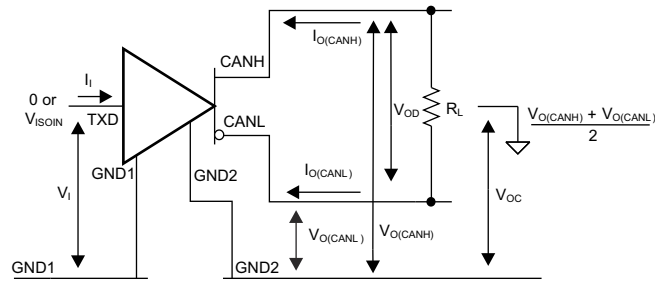 CANH
I_O(CANH)
I_I
0 or
V_ISOIN
TXD
CANL
V_OD
R_L
V_O(CANH) + V_O(CANL)
2
GND1
GND2
I_O(CANL)
V_I
V_OC
V_O(CANL)
V_O(CANH)
GND1
GND2